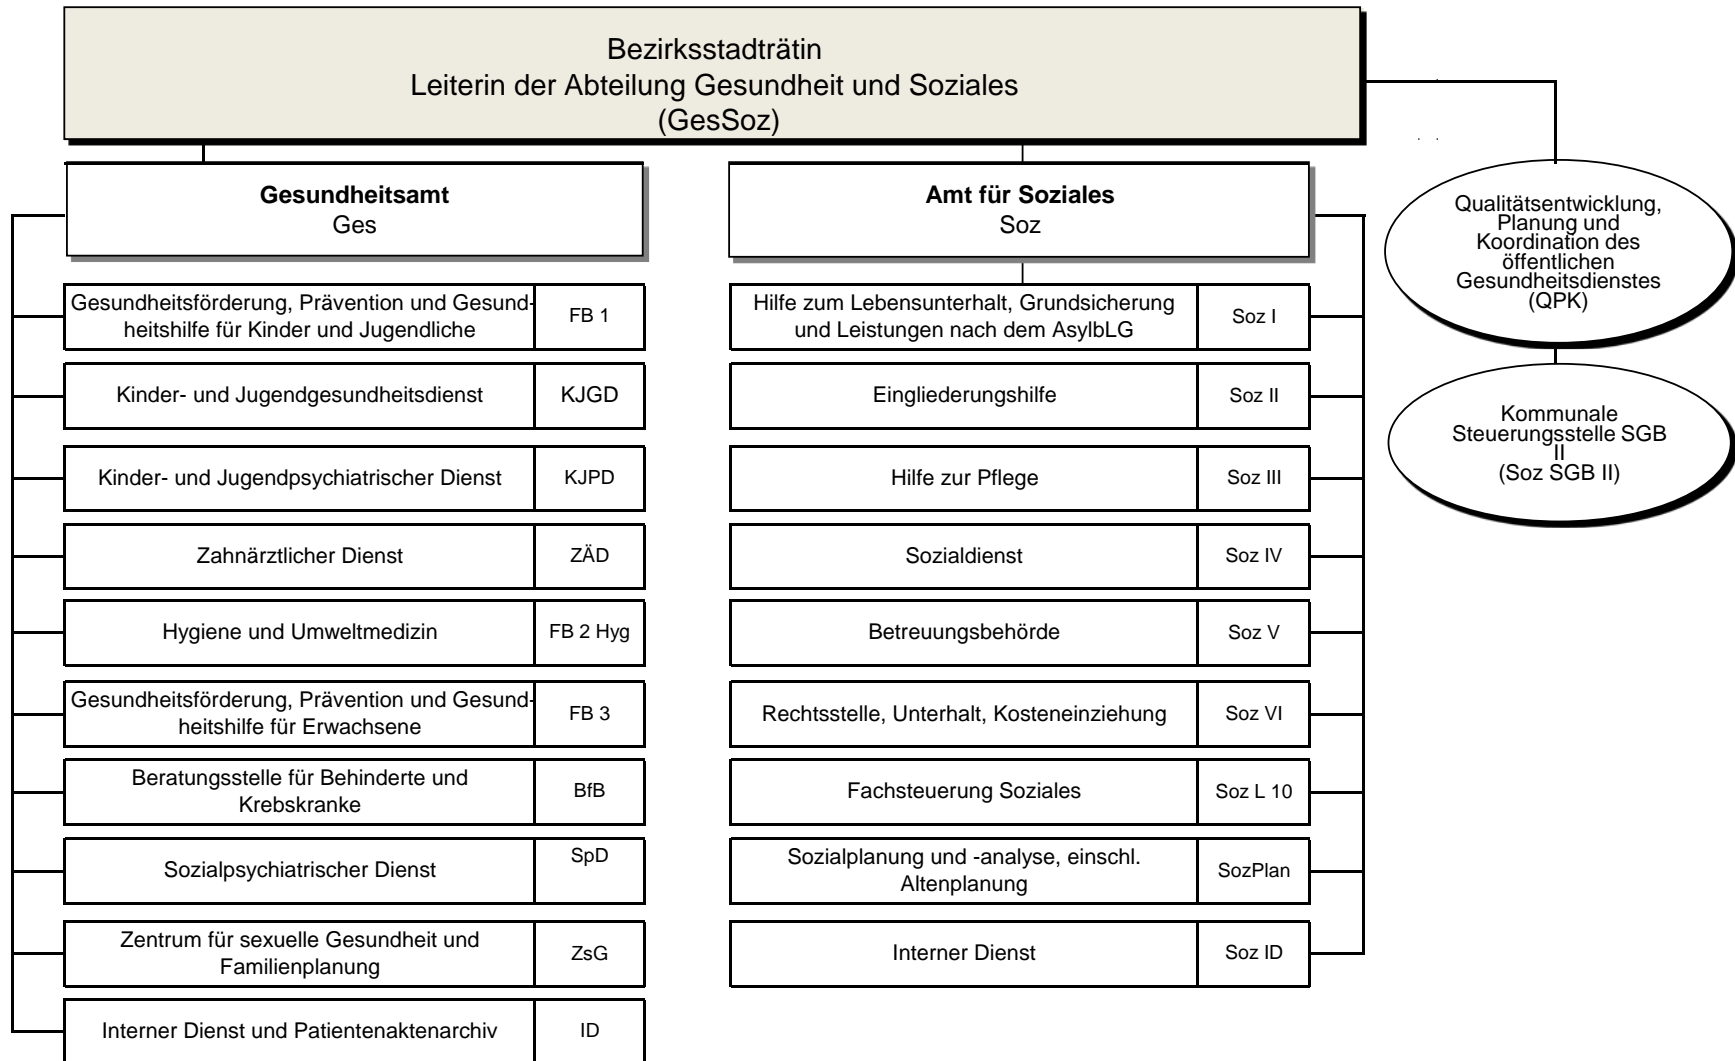 Bezirksstadträtin
Leiterin der Abteilung Gesundheit und Soziales
(GesSoz)
Gesundheitsamt
Ges
Gesundheitsförderung, Prävention und Gesund-
heitshilfe für Kinder und Jugendliche
FB 1
Kinder- und Jugendgesundheitsdienst
KJGD
Kinder- und Jugendpsychiatrischer Dienst
KJPD
Zahnärztlicher Dienst
ZÄD
Hygiene und Umweltmedizin
FB 2 Hyg
Gesundheitsförderung, Prävention und Gesund-
heitshilfe für Erwachsene
FB 3
Beratungsstelle für Behinderte und
Krebskranke
BfB
Sozialpsychiatrischer Dienst
SpD
Zentrum für sexuelle Gesundheit und
Familienplanung
ZsG
Interner Dienst und Patientenaktenarchiv
ID
Amt für Soziales
Soz
Hilfe zum Lebensunterhalt, Grundsicherung
und Leistungen nach dem AsylbLG
Soz I
Eingliederungshilfe
Soz II
Hilfe zur Pflege
Soz III
Sozialdienst
Soz IV
Betreuungsbehörde
Soz V
Rechtsstelle, Unterhalt, Kosteneinziehung
Soz VI
Fachsteuerung Soziales
Soz L 10
Sozialplanung und -analyse, einschl.
Altenplanung
SozPlan
Interner Dienst
Soz ID
Qualitätsentwicklung,
Planung und
Koordination des
öffentlichen
Gesundheitsdienstes
(QPK)
Kommunale
Steuerungsstelle SGB
II
(Soz SGB II)